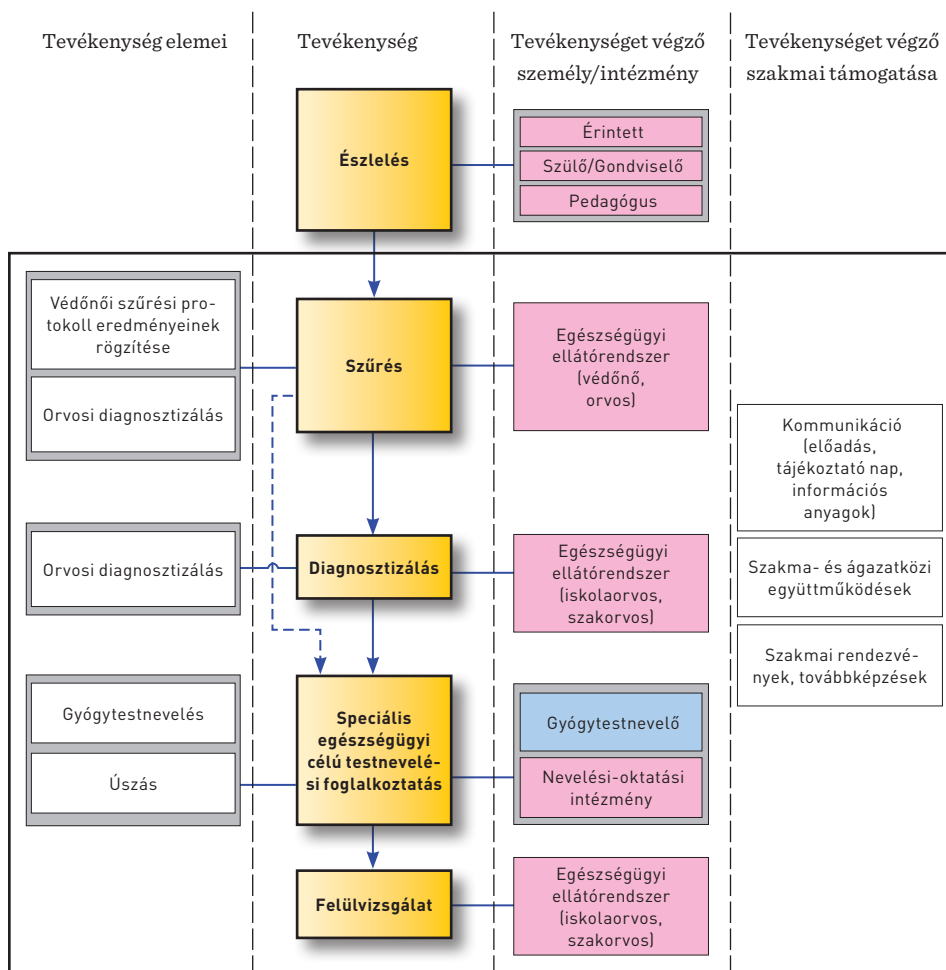 Tevékenység elemei
Tevékenység
Tevékenységet végző
személy/intézmény
Tevékenységet végző
szakmai támogatása
Észlelés
Érintett
Szülő/Gondviselő
Pedagógus
Védőnői szűrési pro-
tokoll eredményeinek
rögzítése
Orvosi diagnosztizálás
Szűrés
Egészségügyi
ellátórendszer
(védőnő,
orvos)
Kommunikáció
(előadás,
tájékoztató nap,
információs
anyagok)
Szakma- és ágazatközi
együttműködések
Szakmai rendezvé-
nyek, továbbképzések
Orvosi diagnosztizálás
Diagnosztizálás
Egészségügyi
ellátórendszer
(iskolaorvos,
szakorvos)
Gyógytestnevelés
Úszás
Speciális
egészségügyi
célú testnevelé-
si foglalkoztatás
Gyógytestnevelő
Nevelési-oktatási
intézmény
Felülvizsgálat
Egészségügyi
ellátórendszer
(iskolaorvos,
szakorvos)